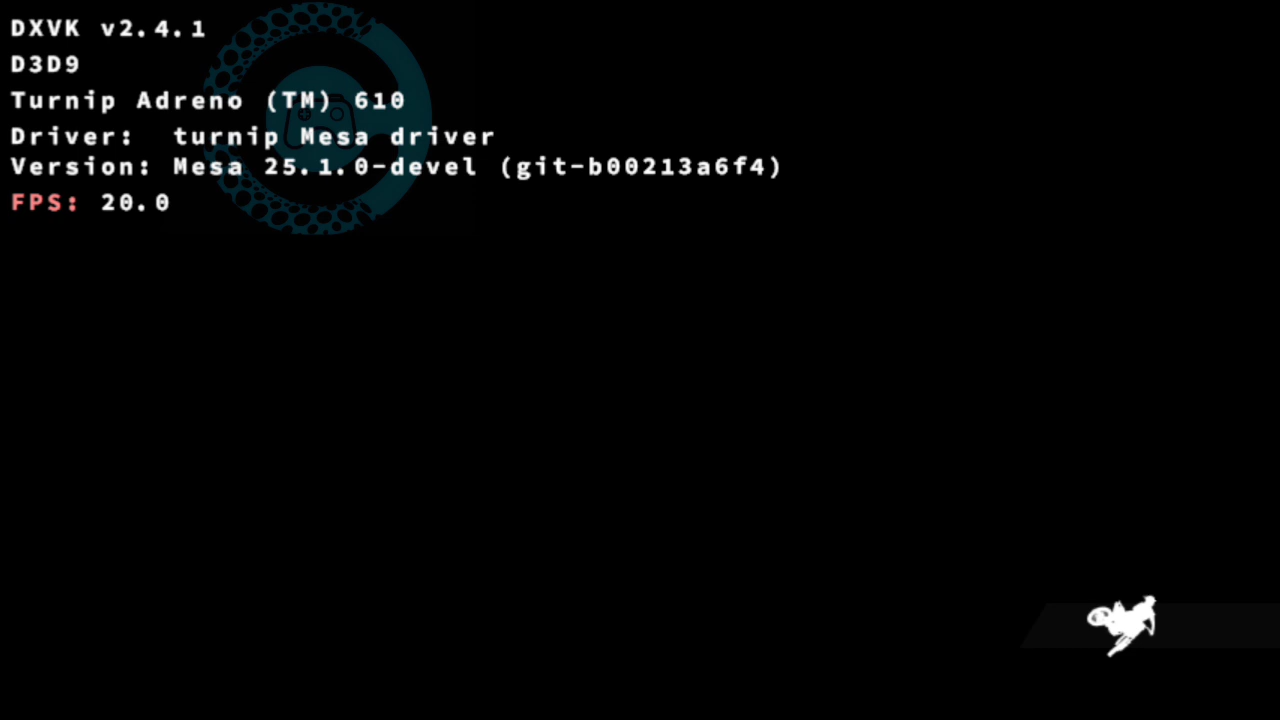 DXVK v2.4.1
D3D9
Turnip Adreno (TM) 610
Driver:  turnip Mesa driver
Version: Mesa 25.1.0-devel (git-b00213a6f4)
FPS: 20.0